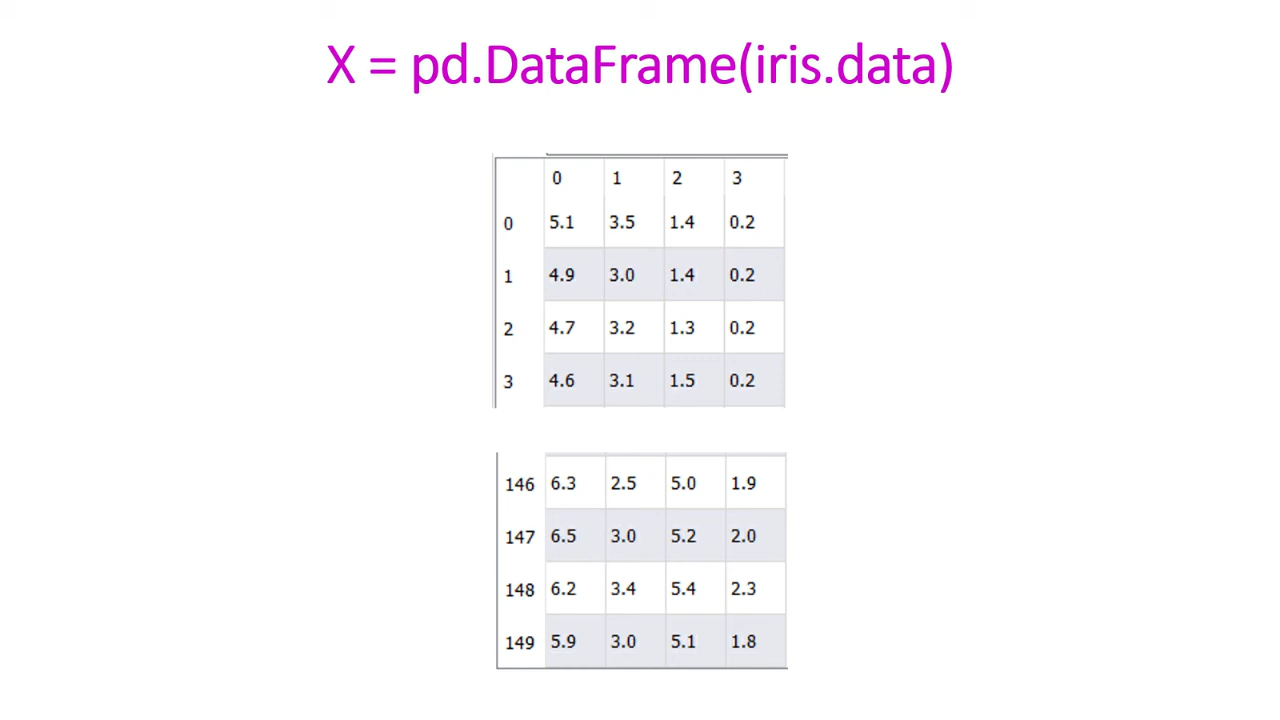 X = pd.DataFrame(iris.data)
0 1 2 3
0 5.1 3.5 1.4 0.2
1 4.9 3.0 1.4 0.2
2 4.7 3.2 1.3 0.2
3 4.6 3.1 1.5 0.2
146 6.3 2.5 5.0 1.9
147 6.5 3.0 5.2 2.0
148 6.2 3.4 5.4 2.3
149 5.9 3.0 5.1 1.8